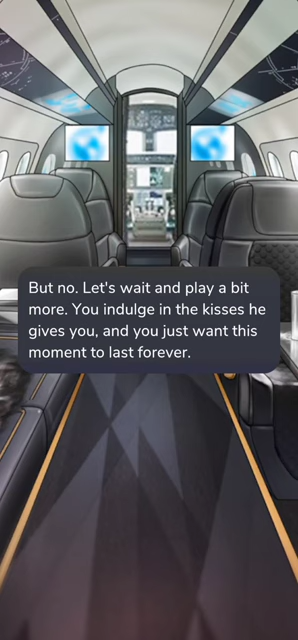 But no. Let's wait and play a bit
more. You indulge in the kisses he
gives you, and you just want this
moment to last forever.